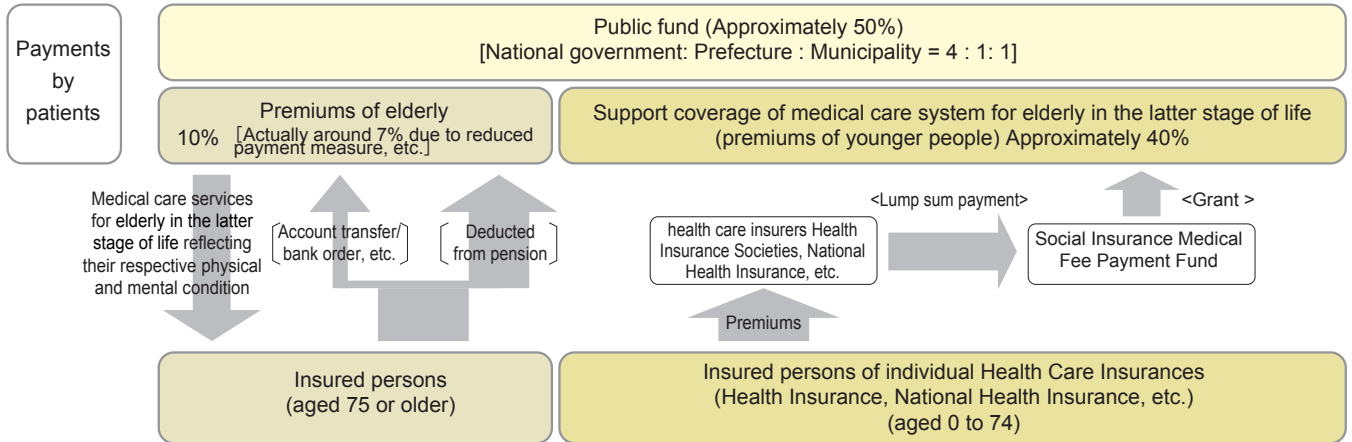 Payments
by
patients
Public fund (Approximately 50%)
[National government: Prefecture : Municipality = 4 : 1: 1]
Premiums of elderly
10% [Actually around 7% due to reduced
payment measure, etc.]
Support coverage of medical care system for elderly in the latter stage of life
(premiums of younger people) Approximately 40%
Medical care services
for elderly in the latter
stage of life reflecting
their respective physical
and mental condition
[Account transfer/
bank order, etc.]
[Deducted
from pension]
health care insurers Health
Insurance Societies, National
Health Insurance, etc.
<Lump sum payment>
<Grant >
Social Insurance Medical
Fee Payment Fund
Premiums
Insured persons
(aged 75 or older)
Insured persons of individual Health Care Insurances
(Health Insurance, National Health Insurance, etc.)
(aged 0 to 74)